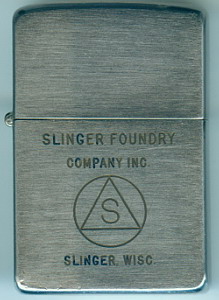 SLINGER FOUNDRY
COMPANY INC.
S
SLINGER, WISC.